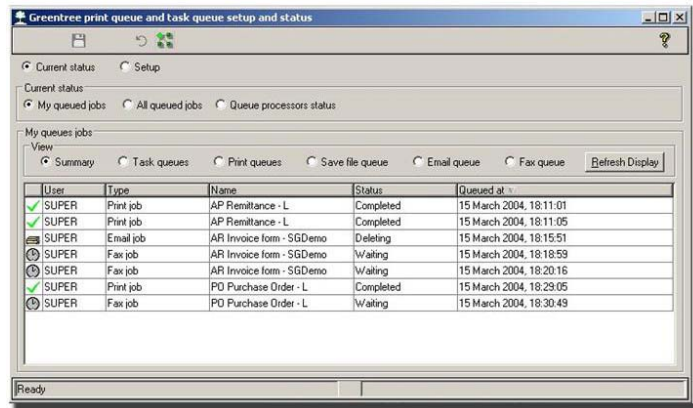 Greentree print queue and task queue setup and status
Current status Setup
Current status
My queued jobs All queued jobs Queue processors status
My queues jobs
View
Summary Task queues Print queues Save file queue Email queue Fax queue Refresh Display
User Type Name Status Queued at
SUPER Print job AP Remittance - L Completed 15 March 2004, 18:11:01
SUPER Print job AP Remittance - L Completed 15 March 2004, 18:11:05
SUPER Email job AR Invoice form - SGDemo Deleting 15 March 2004, 18:15:51
SUPER Fax job AR Invoice form - SGDemo Waiting 15 March 2004, 18:18:59
SUPER Fax job AR Invoice form - SGDemo Waiting 15 March 2004, 18:20:16
SUPER Print job PO Purchase Order - L Completed 15 March 2004, 18:29:05
SUPER Fax job PO Purchase Order - L Waiting 15 March 2004, 18:30:49
Ready